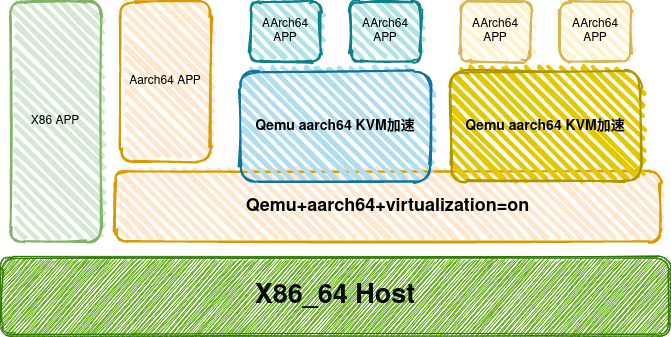 AArch64
APP
AArch64
APP
AArch64
APP
AArch64
APP
X86 APP
Aarch64 APP
Qemu aarch64 KVM加速
Qemu aarch64 KVM加速
Qemu+aarch64+virtualization=on
X86_64 Host